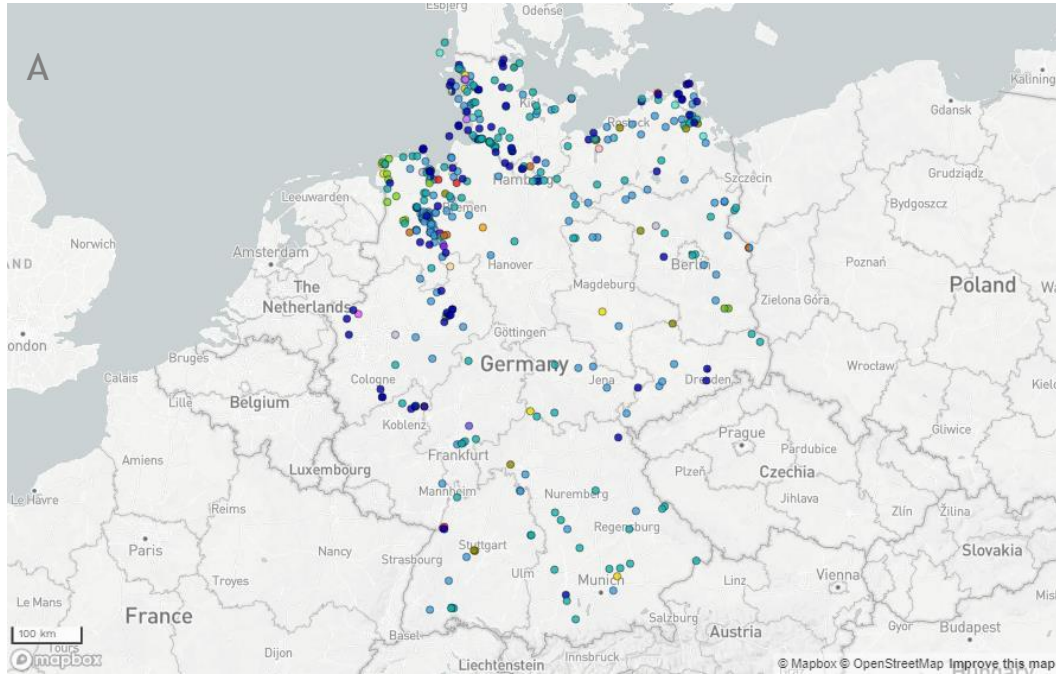 Esbjerg
Odense
A
Kiel
Rostock
Kaliningr
Gdansk
Hamburg
Szczecin
Grudziądz
Leeuwarden
Bremen
Bydgoszcz
Norwich
Amsterdam
AND
Hanover
Berlin
Poznań
The
Netherlands
Magdeburg
Zielona Góra
Poland
London
Göttingen
Bruges
Germany
Wrocław
Calais
Cologne
Jena
Dresden
Lille
Belgium
Koblenz
Gliwice
Amiens
Luxembourg
Frankfurt
Prague
Pardubice
Le Havre
Mannheim
Plzeň
Czechia
Reims
Nuremberg
Jihlava
Zlín
Žilina
Paris
Nancy
Strasbourg
Stuttgart
Regensburg
Slovakia
Troyes
Ulm
Munich
Linz
Vienna
Le Mans
France
Salzburg
100 km
Tours
Basel
Austria
Gyor
Budapest
mapbox
Dijon
Liechtenstein
Innsbruck
© Mapbox © OpenStreetMap Improve this map